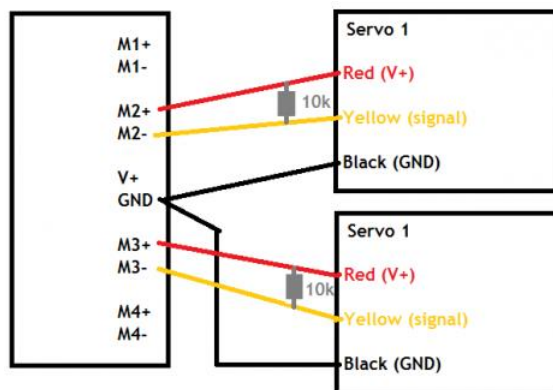 M1+
M1-
M2+
M2-
V+
GND
M3+
M3-
M4+
M4-
10k
10k
Servo 1
Red (V+)
Yellow (signal)
Black (GND)
Servo 1
Red (V+)
Yellow (signal)
Black (GND)